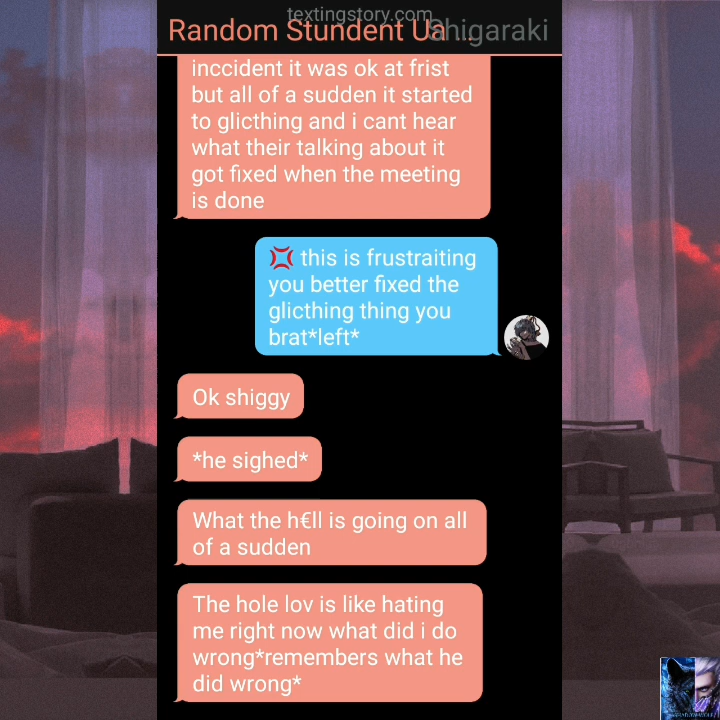 textingstory.com
Random Stundent Ua ... Shigaraki
inccident it was ok at frist
but all of a sudden it started
to glicthing and i cant hear
what their talking about it
got fixed when the meeting
is done
💢 this is frustraiting
you better fixed the
glicthing thing you
brat*left*
Ok shiggy
*he sighed*
What the h€ll is going on all
of a sudden
The hole lov is like hating
me right now what did i do
wrong*remembers what he
did wrong*